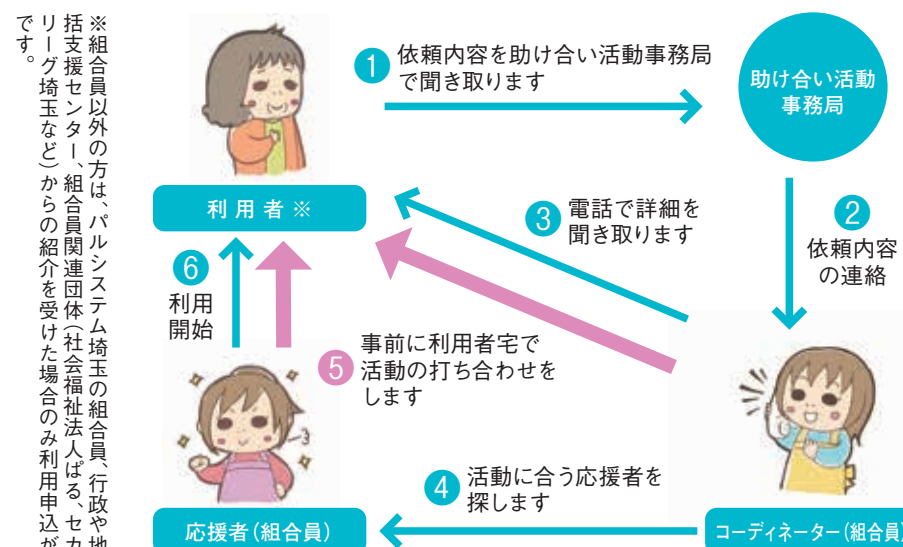 ※組合員以外の方は、パルシステム埼玉の組合員、行政や地
括支援センター、組合員関連団体（社会福祉法人ぱる、セカ
リーグ埼玉など）からの紹介を受けた場合のみ利用申込が
です。
1 依頼内容を助け合い活動事務局
で聞き取ります
助け合い活動
事務局
2
依頼内容
の連絡
3 電話で詳細を
聞き取ります
利用者※
6
利用
開始
5 事前に利用者宅で
活動の打ち合わせを
します
4 活動に合う応援者を
探します
応援者（組合員）
コーディネーター（組合員）